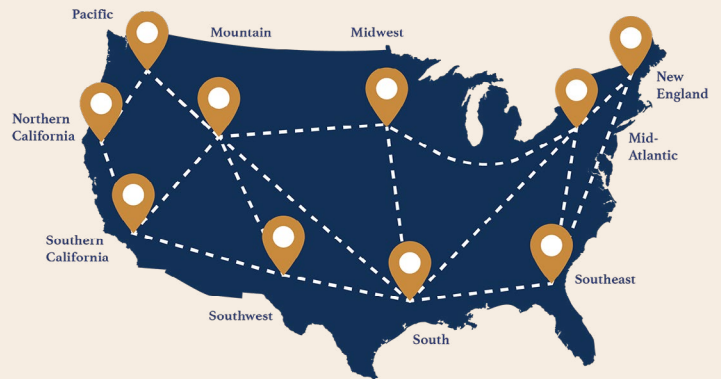 Pacific
Mountain
Midwest
New
England
Northern
California
Mid-
Atlantic
Southern
California
Southeast
Southwest
South